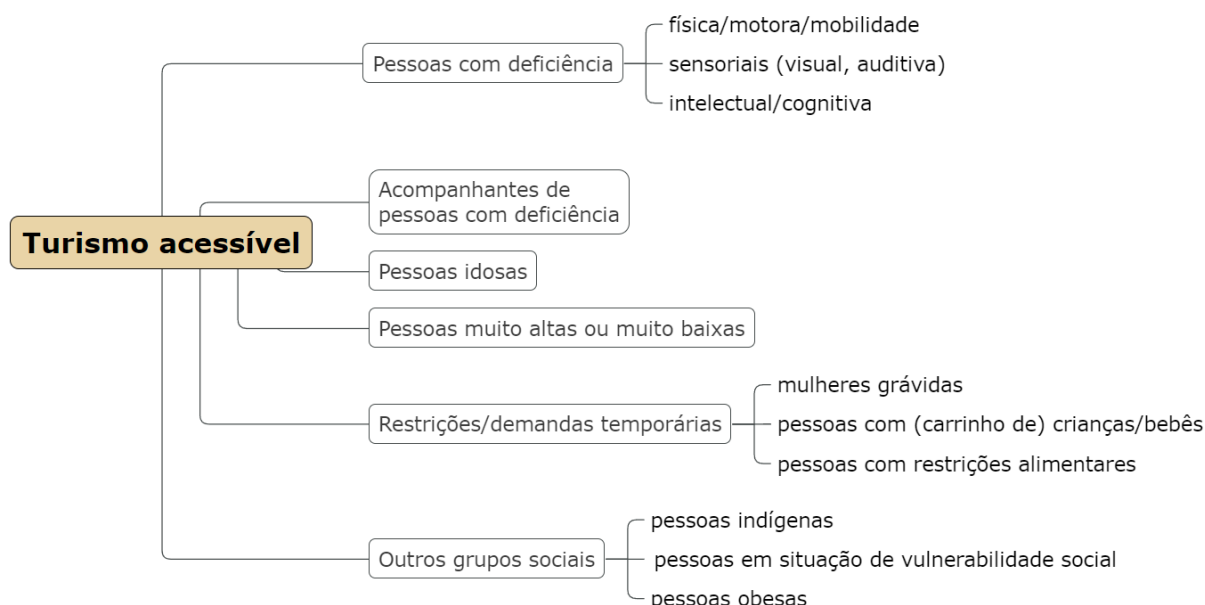 física/motora/mobilidade
Pessoas com deficiência
sensoriais (visual, auditiva)
intelectual/cognitiva
Acompanhantes de
pessoas com deficiência
Turismo acessível
Pessoas idosas
Pessoas muito altas ou muito baixas
mulheres grávidas
Restrições/demandas temporárias
pessoas com (carrinho de) crianças/bebês
pessoas com restrições alimentares
pessoas indígenas
Outros grupos sociais
pessoas em situação de vulnerabilidade social
pessoas obesas